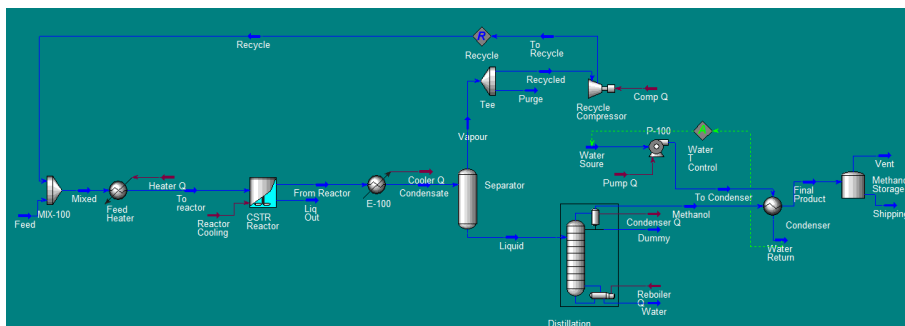 Recycle
R
Recycle
To
Recycle
Tee
Recycled
Purge
Recycle
Compressor
Comp Q
Vapour
P-100
Water
Soure
Water
T
Control
Pump Q
Vent
Methano
Storage
Shipping
MIX-100
Feed
Mixed
Heater Q
Feed
Heater
To
reactor
Reactor
Cooling
CSTR
Reactor
From Reactor
Liq
Out
Cooler Q
E-100
Condensate
Separator
Liquid
Condenser
Q
Methanol
Dummy
To Condenser
Final
Product
Condenser
Water
Return
Reboiler
Q
Water
Distillation